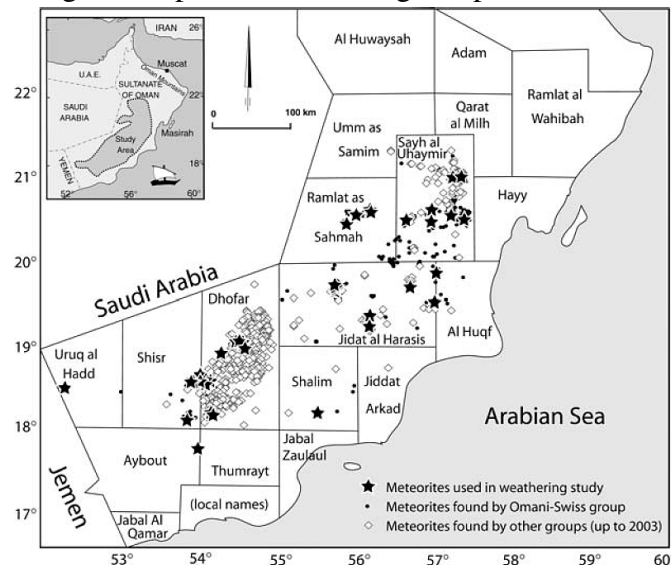 IRAN
26°
Muscat
U.A.E.
Oman Mountains
SULTANATE
OF OMAN
22°
SAUDI
ARABIA
Masirah
Study
Area
18°
YEMEN
52°
56°
60°
0
100 km
Al Huwaysah
Adam
22°
Ramlat al
Wahibah
Qarat
al Milh
Umm as
Samim
Sayh al
Uhaymir
21°
Ramlat as
Sahmah
Hayy
20°
Saudi Arabia
Dhofar
19°
Jidat al Harasis
Al Huqf
Uruq al
Hadd
Shisr
Shalim
Jiddat
Arkad
18°
Arabian Sea
Aybout
Thumrayt
Jabal
Zaulaul
Jemen
Meteorites used in weathering study
(local names)
Meteorites found by Omani-Swiss group
17°
Jabal Al
Qamar
Meteorites found by other groups (up to 2003)
53°
54°
55°
56°
57°
58°
59°
60°